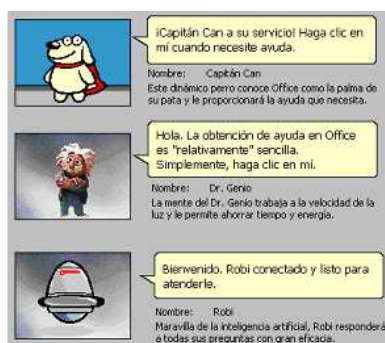 ¡Capitán Can a su servicio! Haga clic en
mí cuando necesite ayuda.
Nombre: Capitán Can
Este dinámico perro conoce Office como la palma de
su pata y le proporcionará la ayuda que necesita.
Hola. La obtención de ayuda en Office
es "relativamente" sencilla.
Simplemente, haga clic en mí.
Nombre: Dr. Genio
La mente del Dr. Genio trabaja a la velocidad de la
luz y le permite ahorrar tiempo y energía.
Bienvenido. Robi conectado y listo para
atenderle.
Nombre: Robi
Maravilla de la inteligencia artificial, Robi responderá
a todas sus preguntas con gran eficacia.